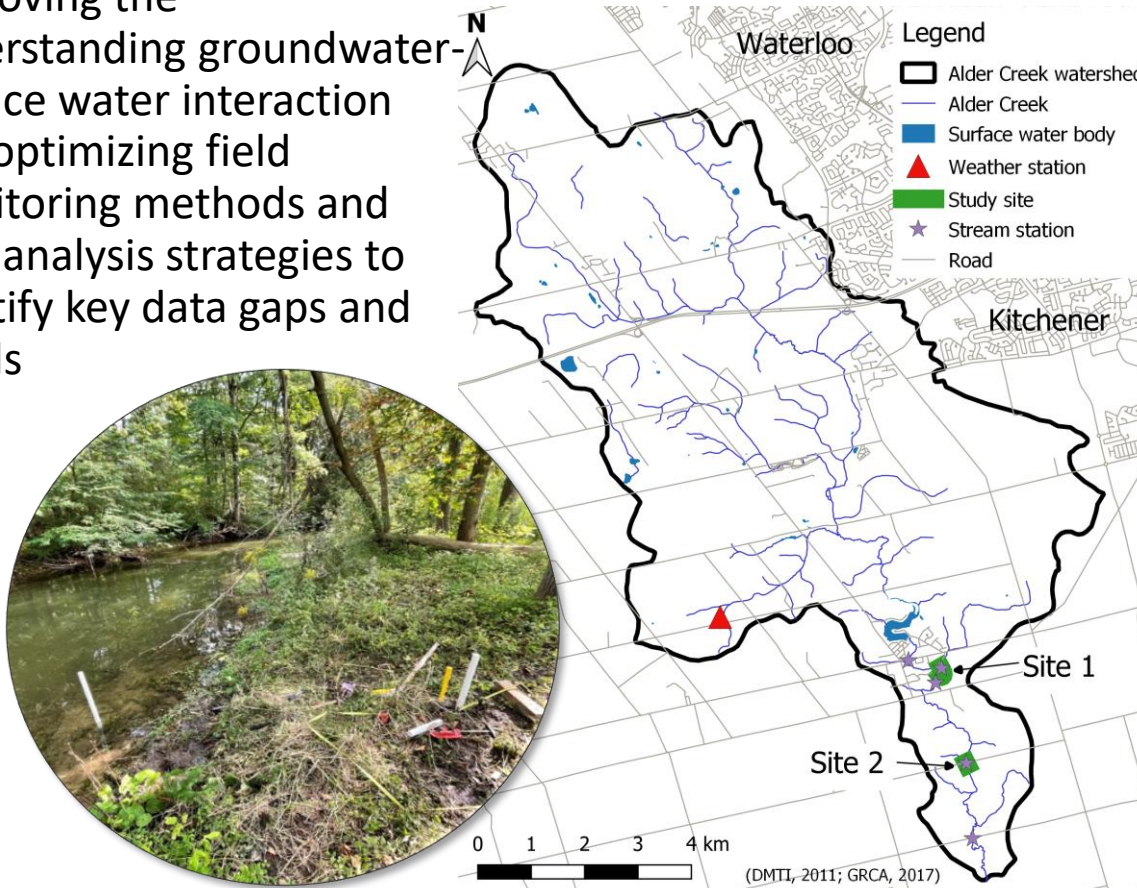 oving the
erstanding groundwater-
ce water interaction
optimizing field
itoring methods and
analysis strategies to
tify key data gaps and
N
Waterloo
Kitchener
Legend
Alder Creek watershed
Alder Creek
Surface water body
Weather station
Study site
Stream station
Road
Site 1
Site 2
0 1 2 3 4 km
(DMTI, 2011; GRCA, 2017)